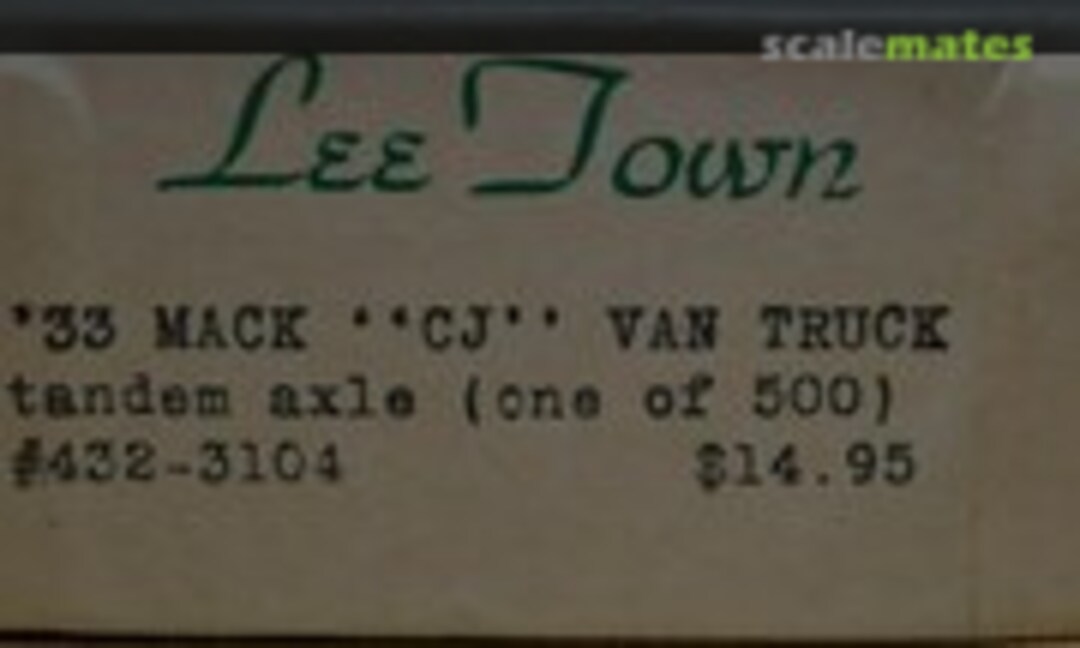 scalemates
Lee Town
'33 MACK ‘‘CJ’’ VAN TRUCK
tandem axle (one of 500)
#432-3104 $14.95